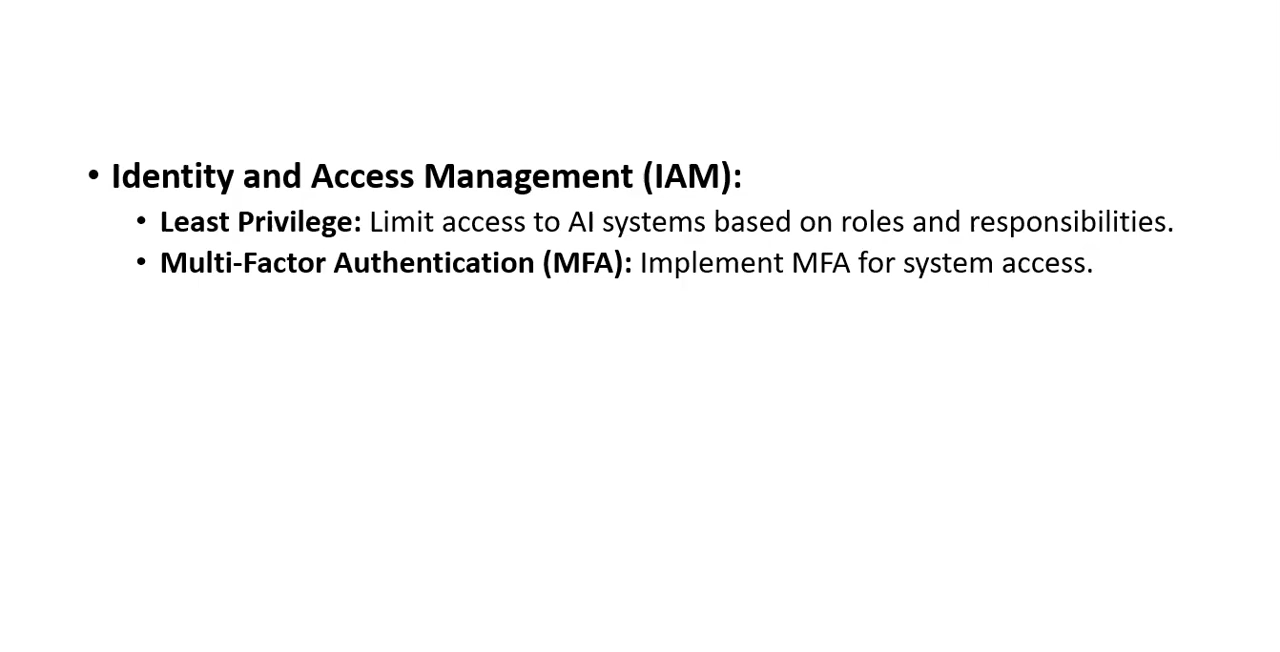 • Identity and Access Management (IAM):
• Least Privilege: Limit access to AI systems based on roles and responsibilities.
• Multi-Factor Authentication (MFA): Implement MFA for system access.